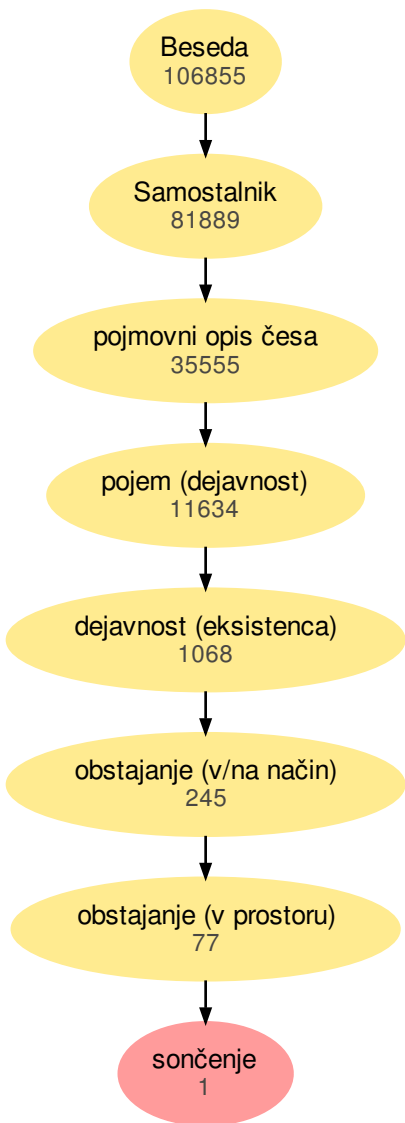 Beseda
106855
Samostalnik
81889
pojmovni opis česa
35555
pojem (dejavnost)
11634
dejavnost (eksistenca)
1068
obstajanje (v/na način)
245
obstajanje (v prostoru)
77
sončenje
1